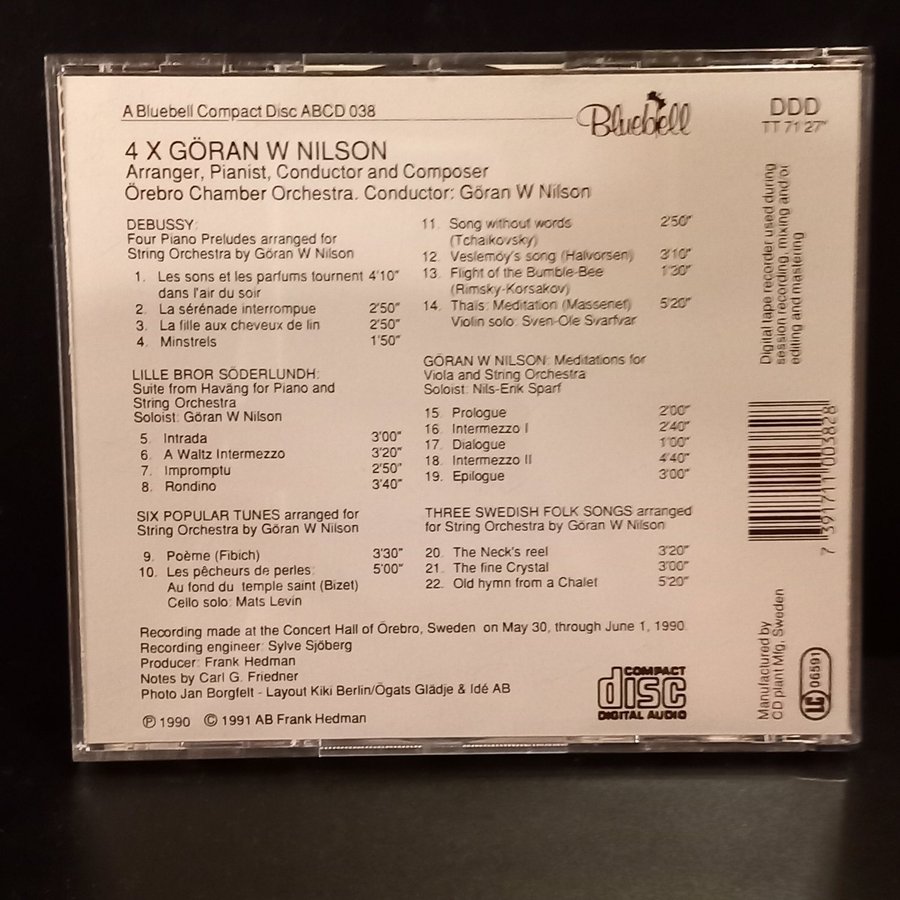 A Bluebell Compact Disc ABCD 038
Bluebell
DDD
TT 71'27"
4 X GÖRAN W NILSON
Arranger, Pianist, Conductor and Composer
Örebro Chamber Orchestra. Conductor: Göran W Nilson
DEBUSSY:
Four Piano Preludes arranged for
String Orchestra by Göran W Nilson
1. Les sons et les parfums tournent 4'10"
dans l'air du soir
2. La sérénade interrompue 2'50"
3. La fille aux cheveux de lin 2'50"
4. Minstrels 1'50"
LILLE BROR SÖDERLUNDH:
Suite from Haväng for Piano and
String Orchestra
Soloist: Göran W Nilson
5. Intrada 3'00"
6. A Waltz Intermezzo 3'20"
7. Impromptu 2'50"
8. Rondino 3'40"
SIX POPULAR TUNES arranged for
String Orchestra by Göran W Nilson
9. Poème (Fibich) 3'30"
10. Les pêcheurs de perles: 5'00"
Au fond du temple saint (Bizet)
Cello solo: Mats Levin
11. Song without words 2'50"
(Tchaikovsky)
12. Veslemöy's song (Halvorsen) 3'10"
13. Flight of the Bumble-Bee 1'30"
(Rimsky-Korsakov)
14. Thaïs: Meditation (Massenet) 5'20"
Violin solo: Sven-Ole Svarfvar
GÖRAN W NILSON: Meditations for
Viola and String Orchestra
Soloist: Nils-Erik Sparf
15. Prologue 2'00"
16. Intermezzo I 2'40"
17. Dialogue 1'00"
18. Intermezzo II 4'40"
19. Epilogue 3'00"
THREE SWEDISH FOLK SONGS arranged
for String Orchestra by Göran W Nilson
20. The Neck's reel 3'20"
21. The fine Crystal 3'00"
22. Old hymn from a Chalet 5'20"
Recording made at the Concert Hall of Örebro, Sweden on May 30, through June 1, 1990.
Recording engineer: Sylve Sjöberg
Producer: Frank Hedman
Notes by Carl G. Friedner
Photo Jan Borgfelt - Layout Kiki Berlin/Ögats Glädje & Idé AB
℗ 1990 © 1991 AB Frank Hedman
COMPACT
disc
DIGITAL AUDIO
Digital tape recorder used during
session recording, mixing and/or
editing and mastering
7 391711 003828
Manufactured by
CD plant Mfg, Sweden
LC 06591